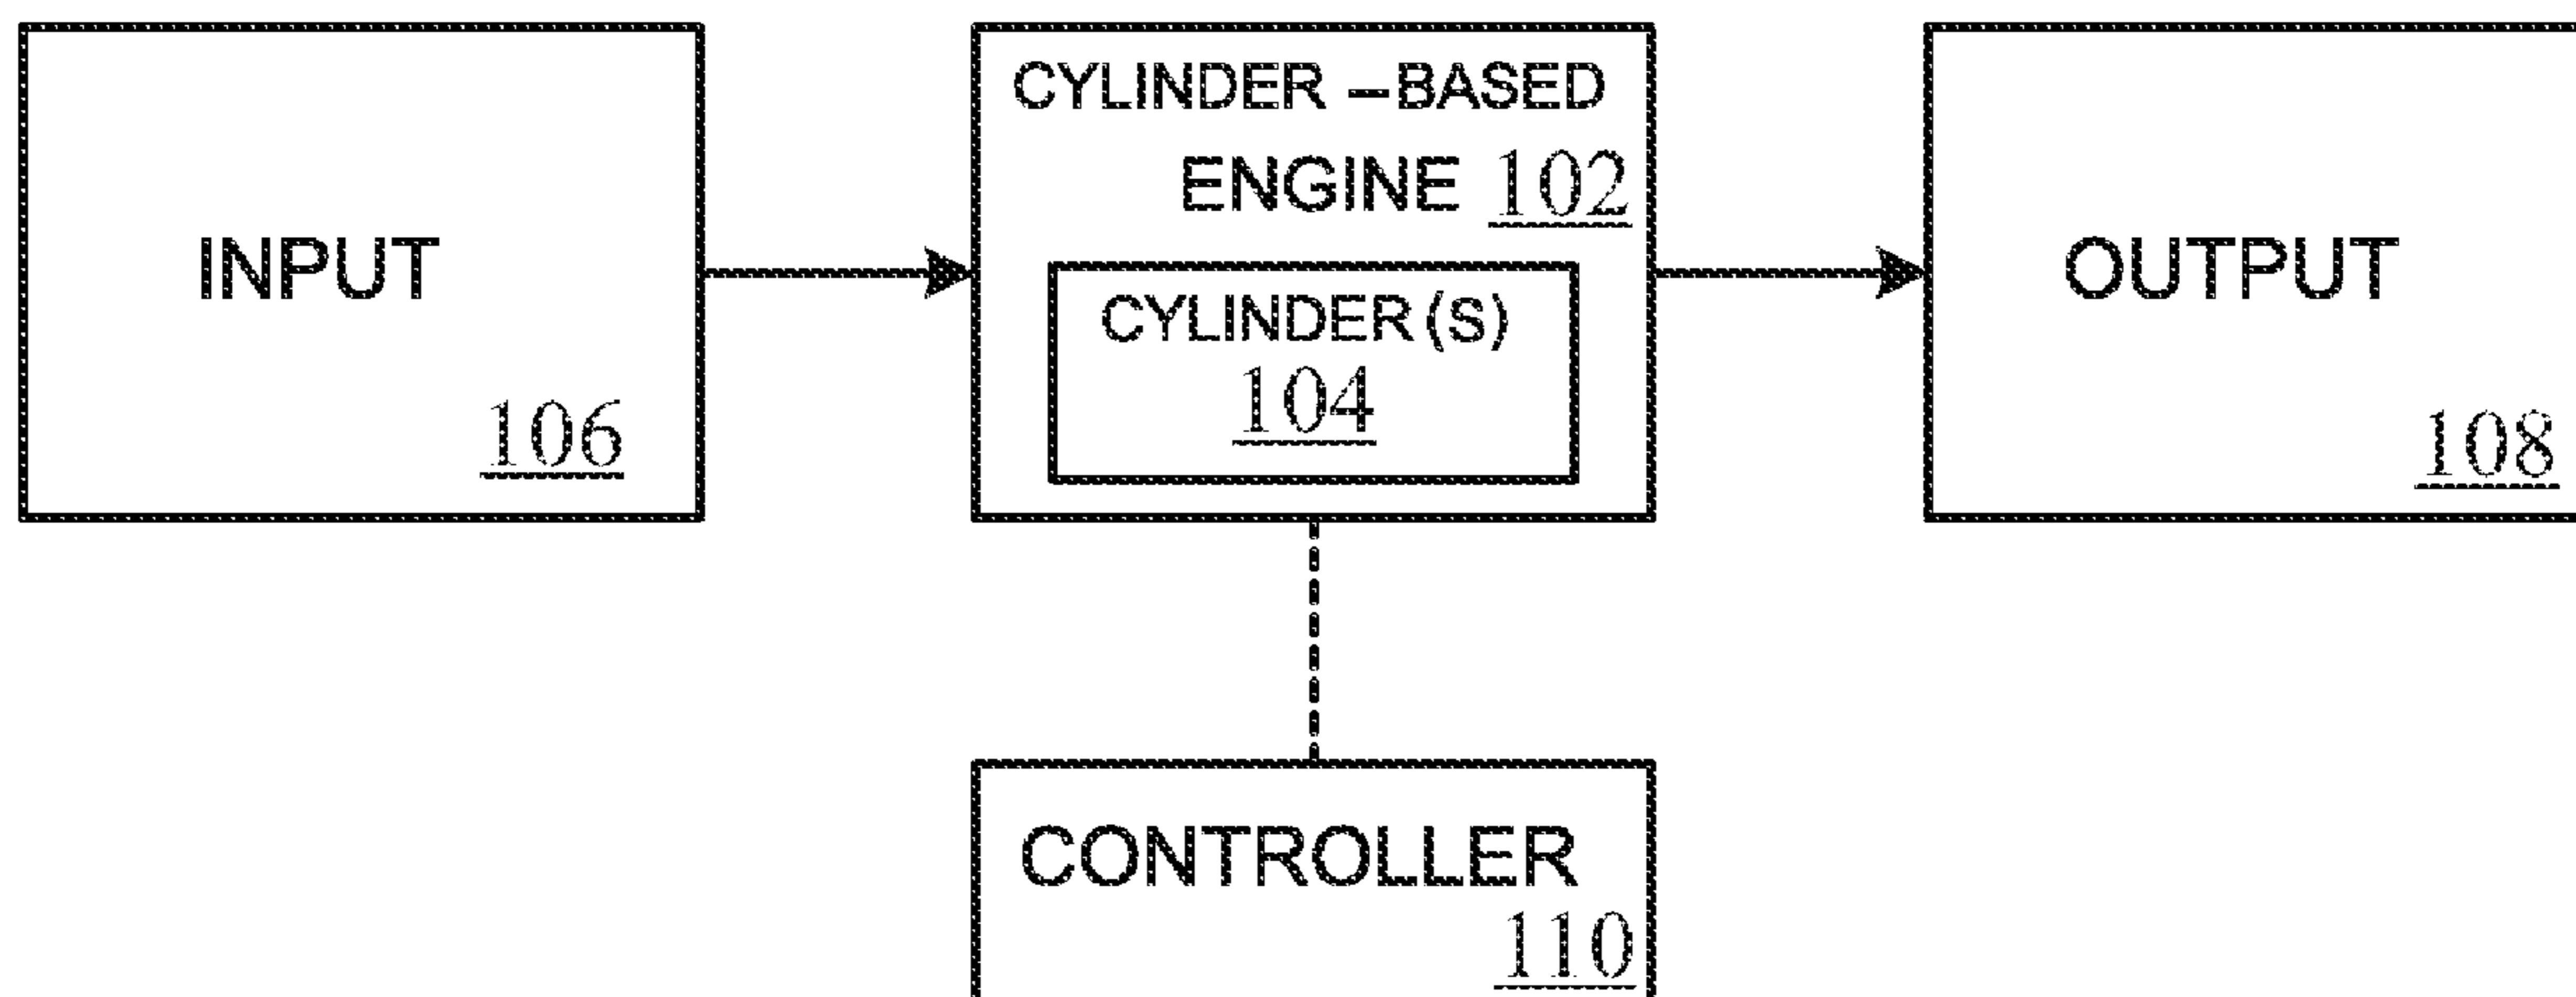 INPUT
106
CYLINDER –BASED
ENGINE 102
CYLINDER (S)
104
OUTPUT
108
CONTROLLER
110